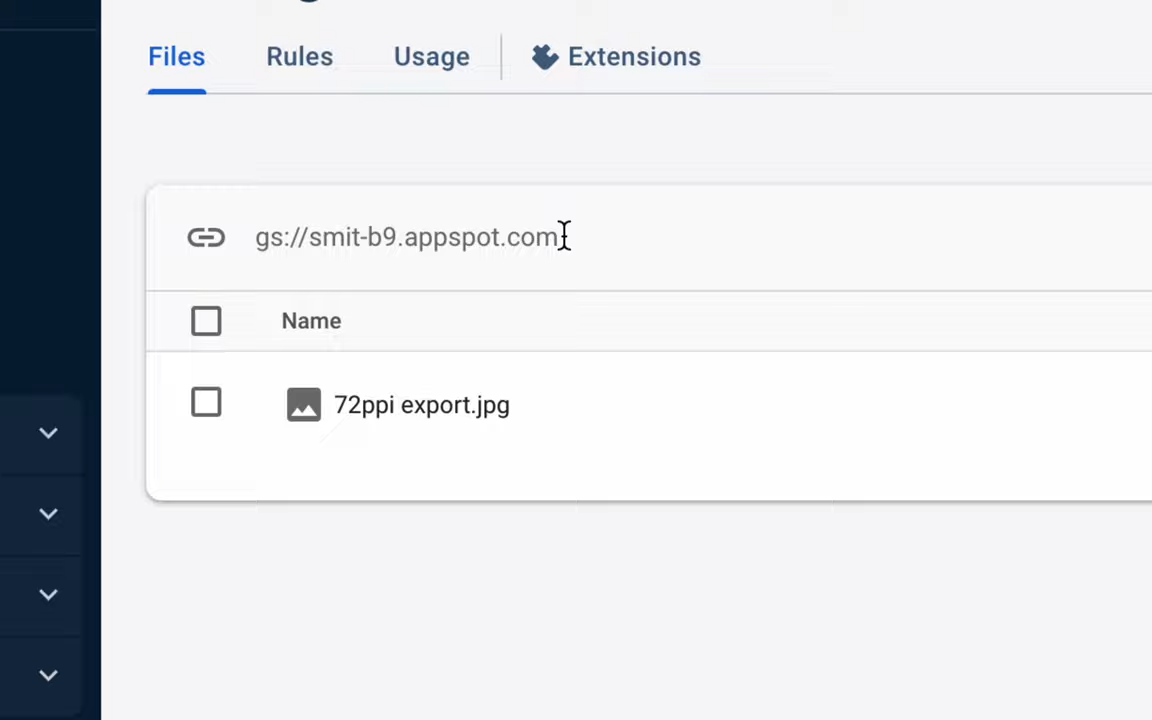 Files Rules Usage Extensions
gs://smit-b9.appspot.com
Name
72ppi export.jpg